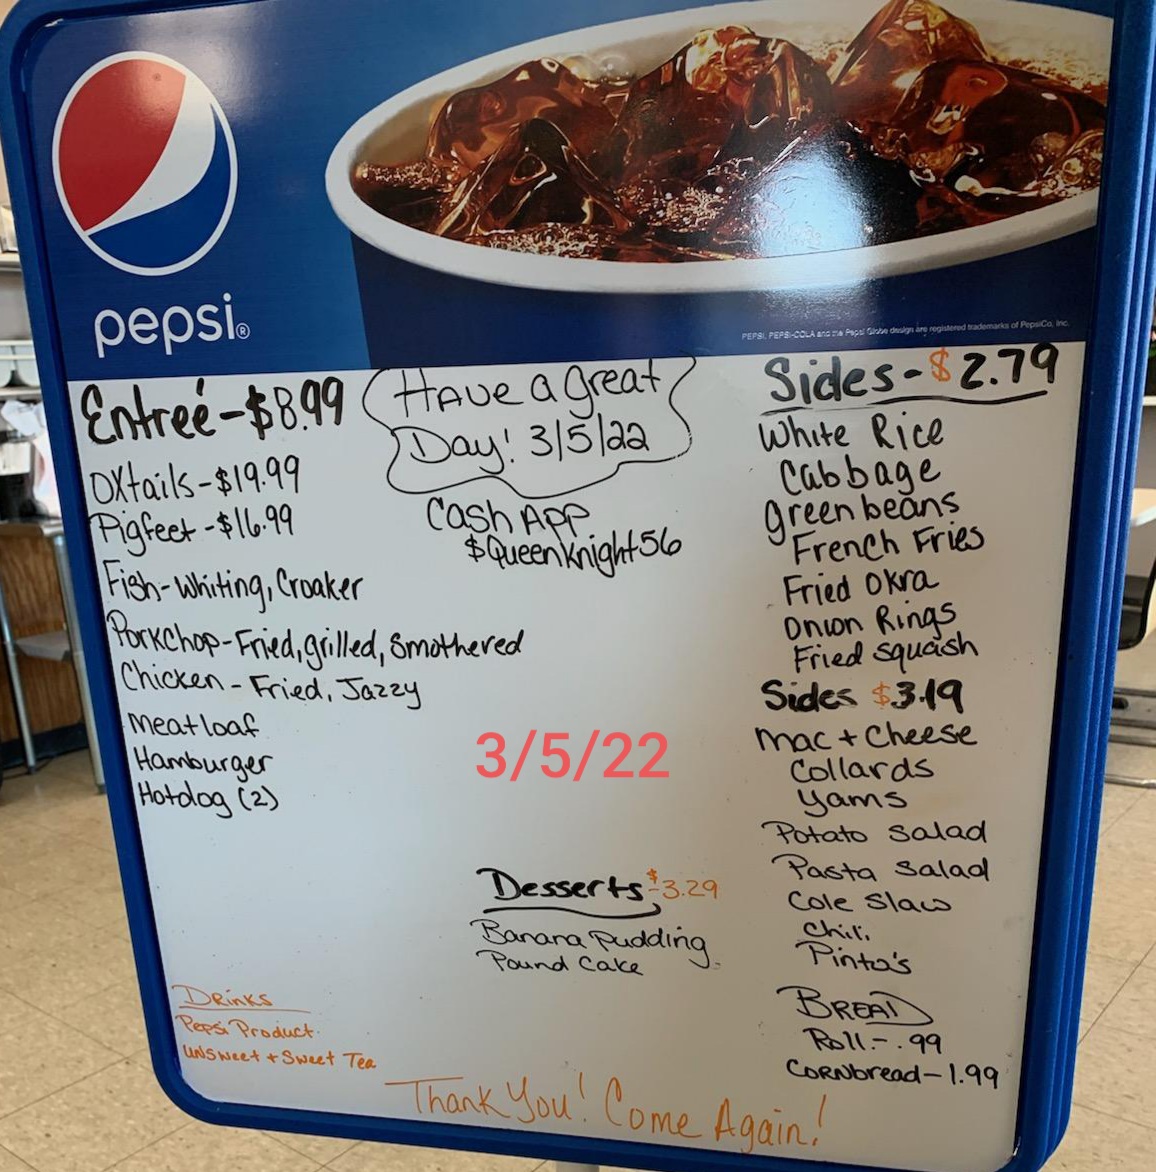 pepsi®
PEPSI, PEPSI-COLA and the Pepsi Globe design are registered trademarks of PepsiCo, Inc.
Entreé-$8.99
OXtails-$19.99
Pigfeet-$16.99
Fish-Whiting, Croaker
PorkChop-Fried, grilled, Smothered
Chicken-Fried, Jazzy
Meatloaf
Hamburger
Hotdog (2)
Have a great
Day! 3/5/22
Cash App
$QueenKnight56
3/5/22
Desserts-$3.29
Banana Pudding
Pound Cake
Sides-$2.79
White Rice
Cabbage
green beans
French Fries
Fried Okra
Onion Rings
Fried squash
Sides $3.19
Mac + Cheese
Collards
Yams
Potato Salad
Pasta Salad
Cole Slaw
Chili
Pinto's
BREAD
Roll-.99
CORNbread-1.99
Drinks
Pepsi Product
UNSweet + Sweet Tea
Thank You! Come Again!